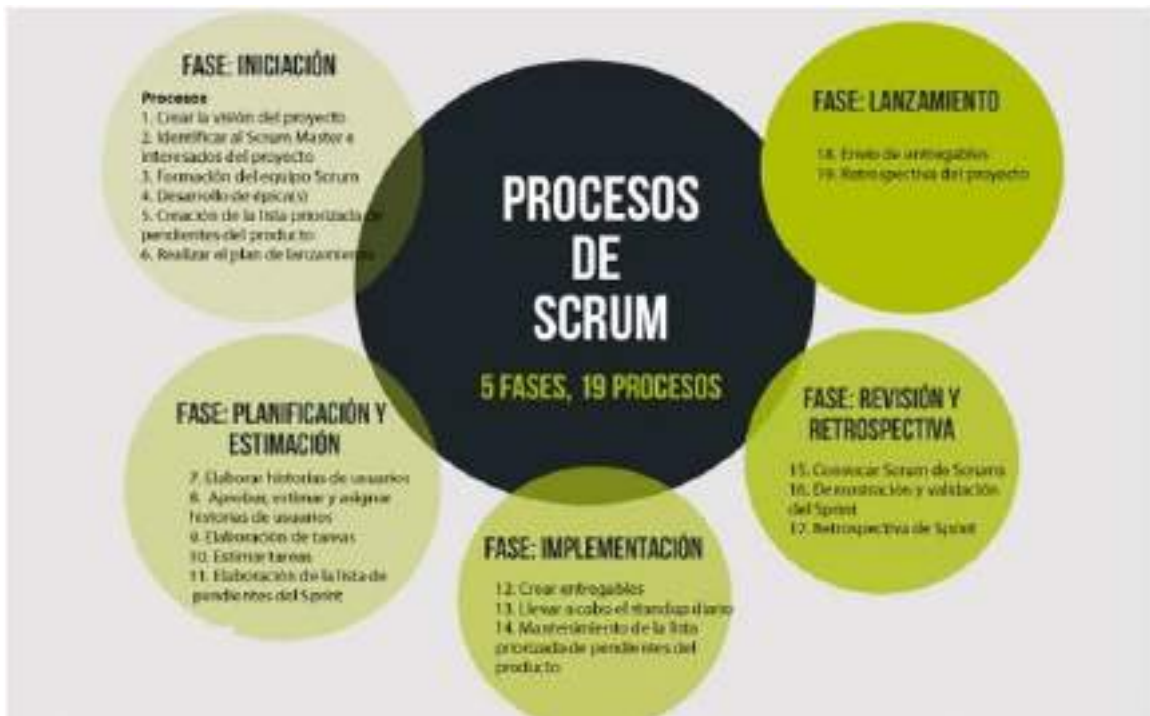 FASE: INICIACIÓN
Procesos
1. Crear la visión del proyecto
2. Identificar al Scrum Master e
interesados del proyecto
3. Formación del equipo Scrum
4. Desarrollo de épica(s)
5. Creación de la lista priorizada de
pendientes del producto
6. Realizar el plan de lanzamiento
FASE: PLANIFICACIÓN Y
ESTIMACIÓN
7. Elaborar historias de usuarios
8. Aprobar, estimar y asignar
historias de usuarios
9. Elaboración de tareas
10. Estimar tareas
11. Elaboración de la lista de
pendientes del Sprint
PROCESOS
DE
SCRUM
5 FASES, 19 PROCESOS
FASE: IMPLEMENTACIÓN
12. Crear entregables
13. Llevar a cabo el standup diario
14. Mantenimiento de la lista
priorizada de pendientes del
producto
FASE: REVISIÓN Y
RETROSPECTIVA
15. Convocar Scrum de Scrums
16. Demostración y validación
del Sprint
17. Retrospectiva de Sprint
FASE: LANZAMIENTO
18. Envío de entregables
19. Retrospectiva del proyecto